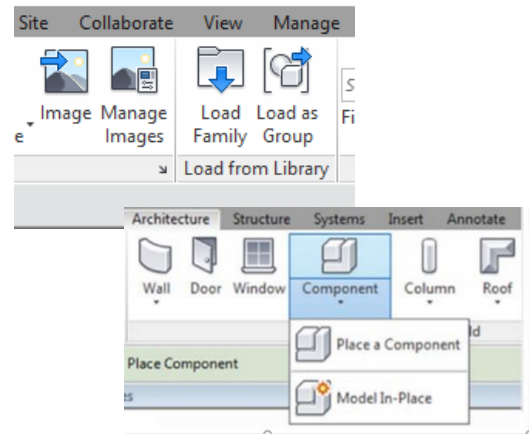 Site Collaborate View Manage
Image Manage Images Load Family Load as Group
e
S
Fi
Load from Library
Architecture Structure Systems Insert Annotate
Wall Door Window Component Column Roof
ld
Place a Component
Place Component
Model In-Place
s